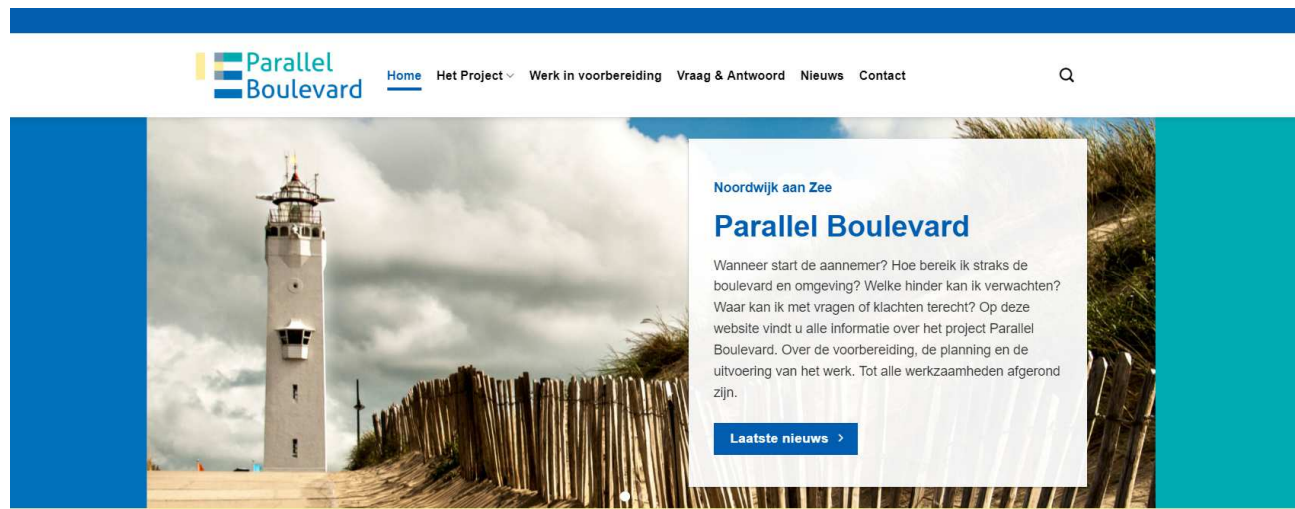 Parallel
Boulevard
Home Het Project Werk in voorbereiding Vraag & Antwoord Nieuws Contact
Noordwijk aan Zee
Parallel Boulevard
Wanneer start de aannemer? Hoe bereik ik straks de
boulevard en omgeving? Welke hinder kan ik verwachten?
Waar kan ik met vragen of klachten terecht? Op deze
website vindt u alle informatie over het project Parallel
Boulevard. Over de voorbereiding, de planning en de
uitvoering van het werk. Tot alle werkzaamheden afgerond
zijn.
Laatste nieuws